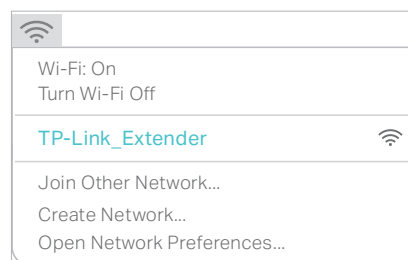 Wi-Fi: On
Turn Wi-Fi Off
TP-Link_Extender
Join Other Network...
Create Network...
Open Network Preferences...